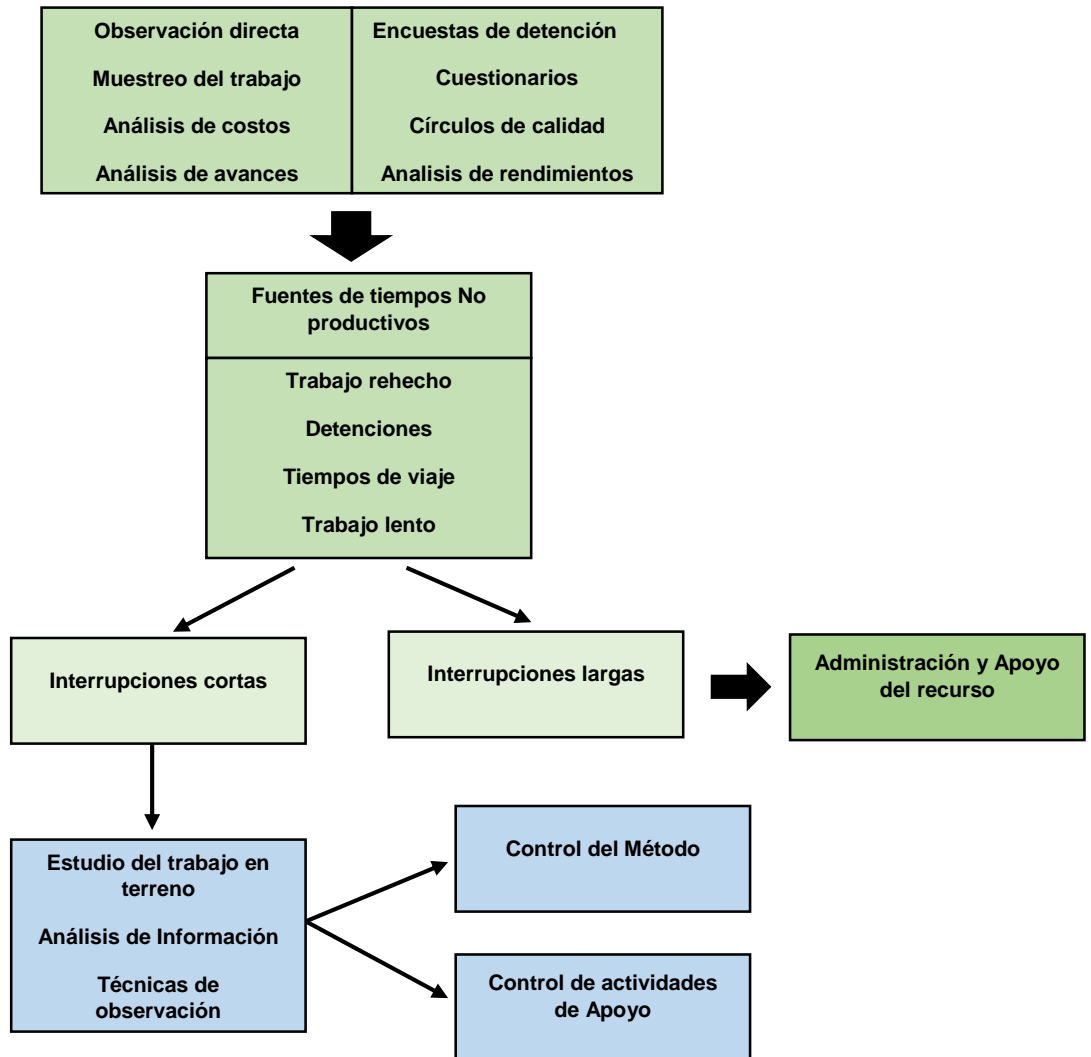 Observación directa
Muestreo del trabajo
Análisis de costos
Análisis de avances
Encuestas de detención
Cuestionarios
Círculos de calidad
Analisis de rendimientos
Fuentes de tiempos No
productivos
Trabajo rehecho
Detenciones
Tiempos de viaje
Trabajo lento
Interrupciones cortas
Interrupciones largas
Administración y Apoyo
del recurso
Estudio del trabajo en
terreno
Análisis de Información
Técnicas de
observación
Control del Método
Control de actividades
de Apoyo